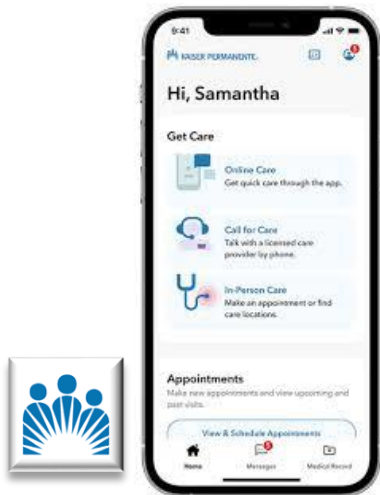 9:41
KAISER PERMANENTE.
Hi, Samantha
Get Care
Online Care
Get quick care through the app.
Call for Care
Talk with a licensed care
provider by phone.
In-Person Care
Make an appointment or find
care locations.
Appointments
Make new appointments and view upcoming and
past visits.
View & Schedule Appointments
Home
Messages
Medical Record